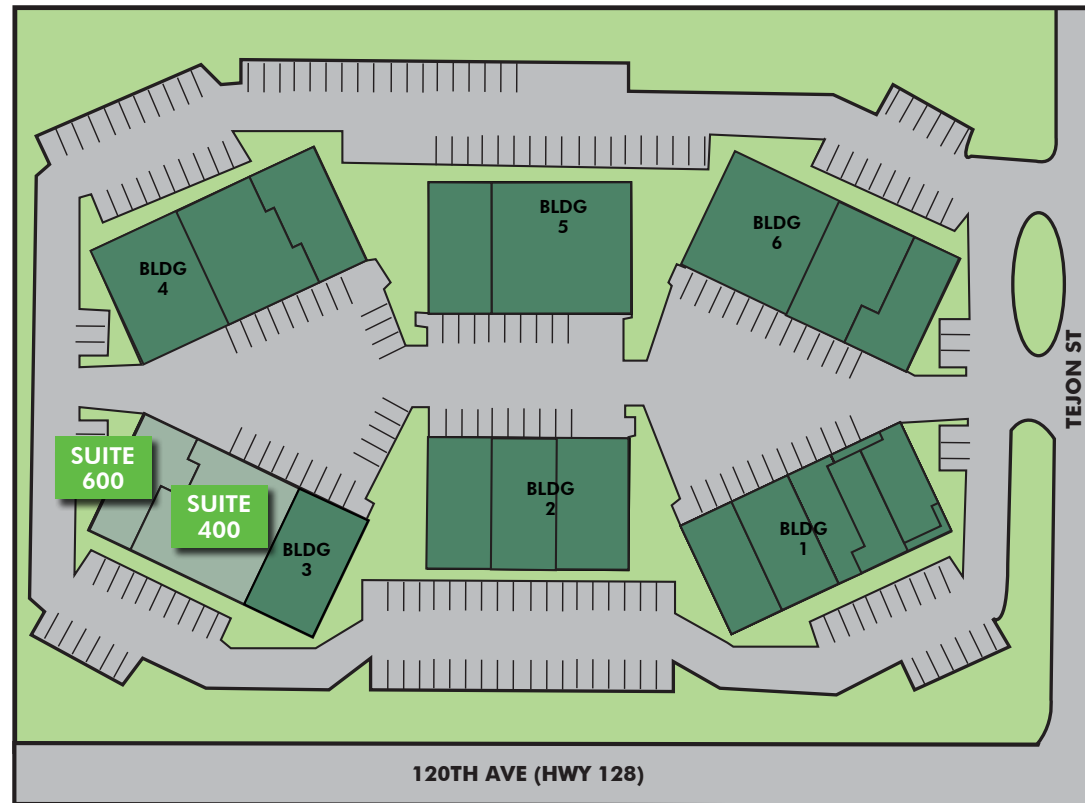 BLDG
5
BLDG
6
BLDG
4
TEJON ST
SUITE
600
SUITE
400
BLDG
3
BLDG
2
BLDG
1
120TH AVE (HWY 128)